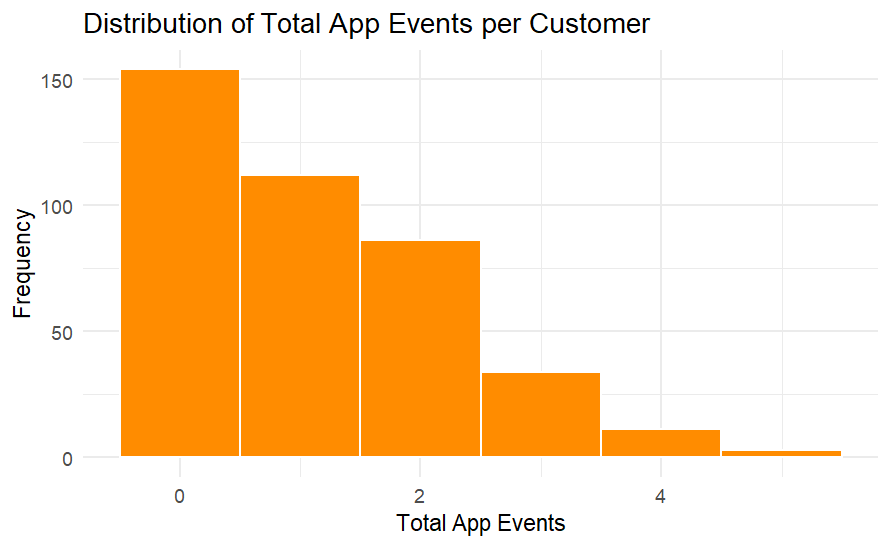 Distribution of Total App Events per Customer
150
100
50
0
Frequency
0 2 4
Total App Events